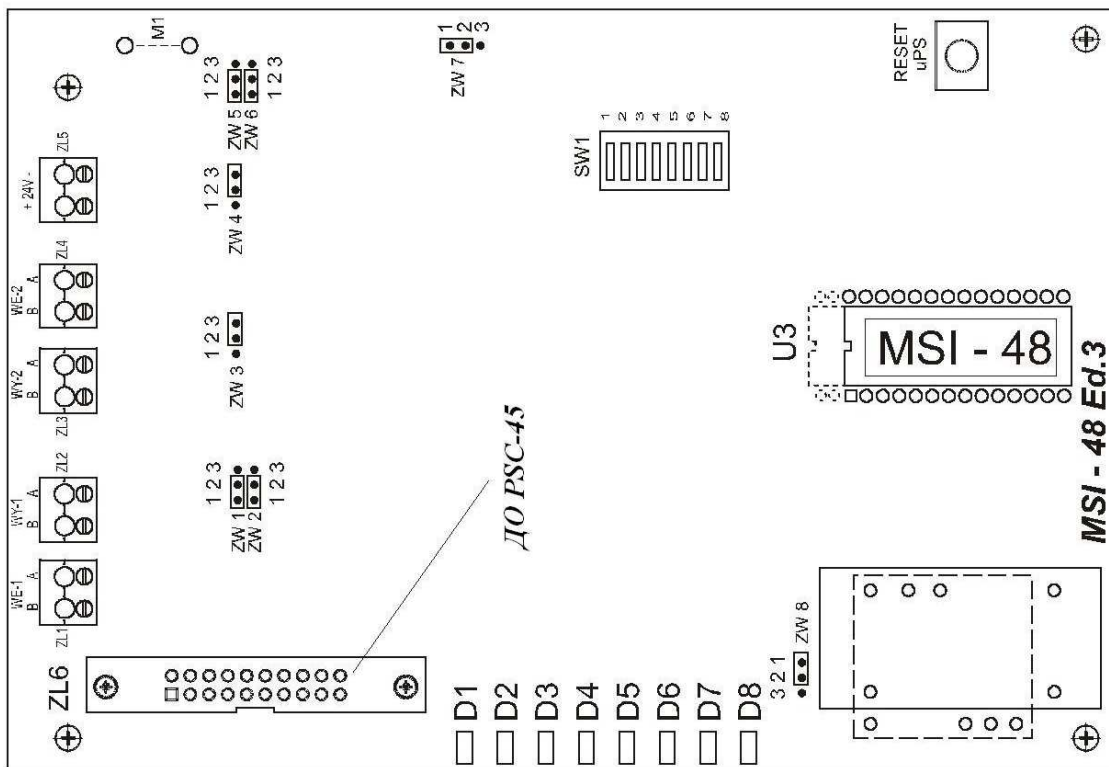 M1
1 2 3
ZW 7
RESET
uPS
1 2 3
ZW 5
ZW 6
1 2 3
SW1
1 2 3 4 5 6 7 8
+ 24V -
ZL5
1 2 3
ZW 4
WE-2
B A
ZL4
WY-2
B A
ZL3
1 2 3
ZW 3
U3
MSI - 48
MSI - 48 Ed.3
WY-1
B A
ZL2
1 2 3
ZW 1
ZW 2
1 2 3
ДО PSC-45
WE-1
B A
ZL1
ZL6
D1
D2
D3
D4
D5
D6
D7
D8
3 2 1
ZW 8